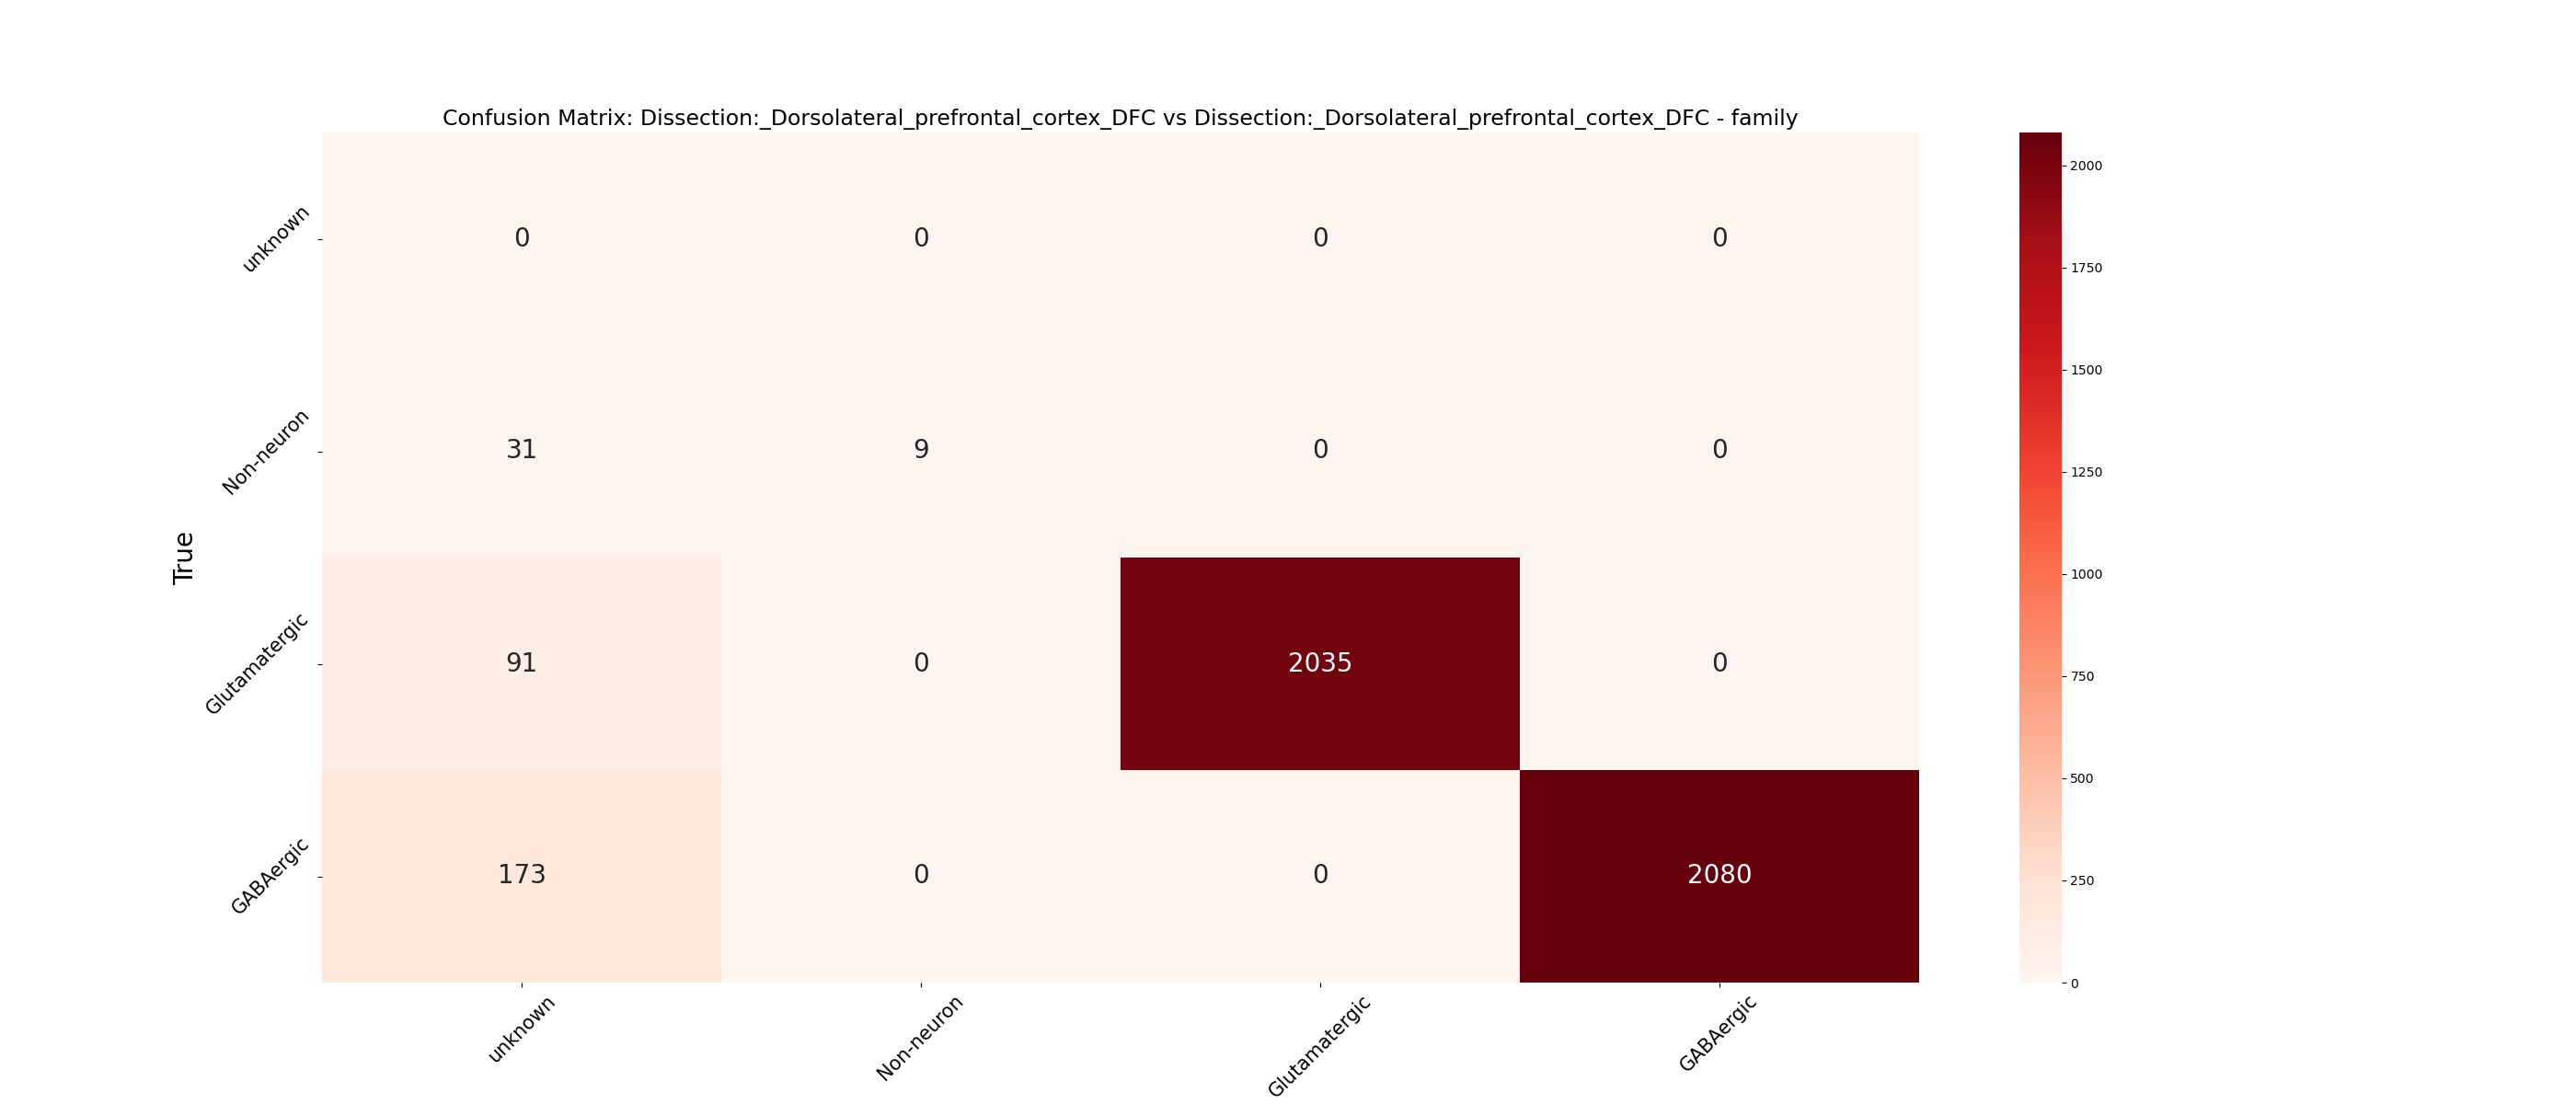 Confusion Matrix: Dissection:_Dorsolateral_prefrontal_cortex_DFC vs Dissection:_Dorsolateral_prefrontal_cortex_DFC - family
True
unknown 0 0 0 0
Non-neuron 31 9 0 0
Glutamatergic 91 0 2035 0
GABAergic 173 0 0 2080
unknown Non-neuron Glutamatergic GABAergic
2000
1750
1500
1250
1000
750
500
250
0